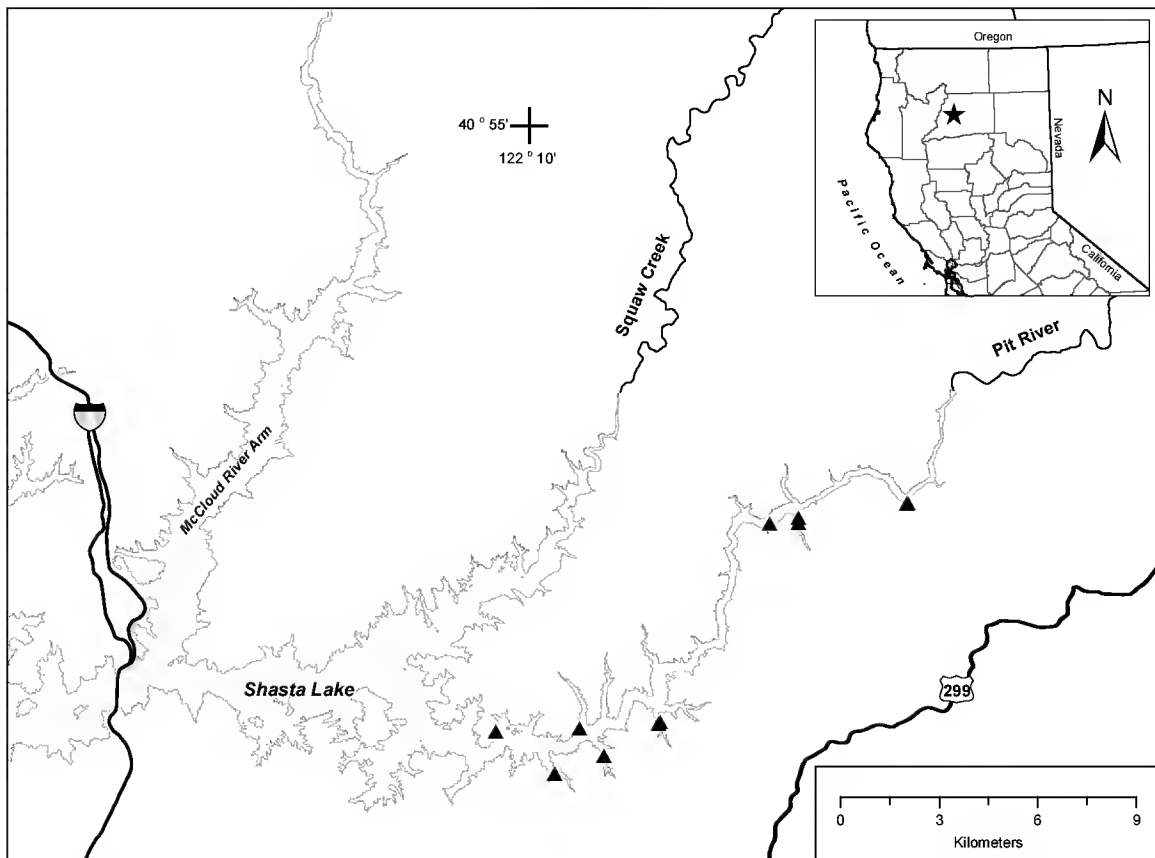 Oregon
N
40 ° 55'
122 ° 10'
Nevada
Pacific Ocean
California
Squaw Creek
Pit River
McCloud River Arm
Shasta Lake
299
0 3 6 9
Kilometers